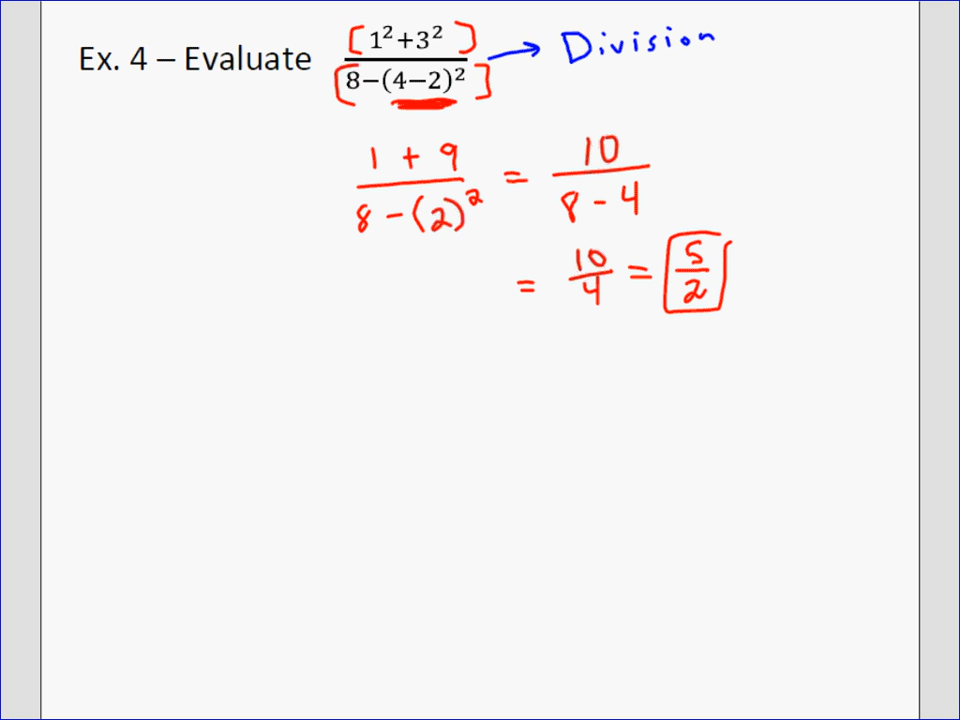 Ex. 4 – Evaluate [1²+3²] / [8−(4−2)²] → Division
(1 + 9) / (8 − (2)²) = 10 / (8 − 4)
= 10/4 = 5/2